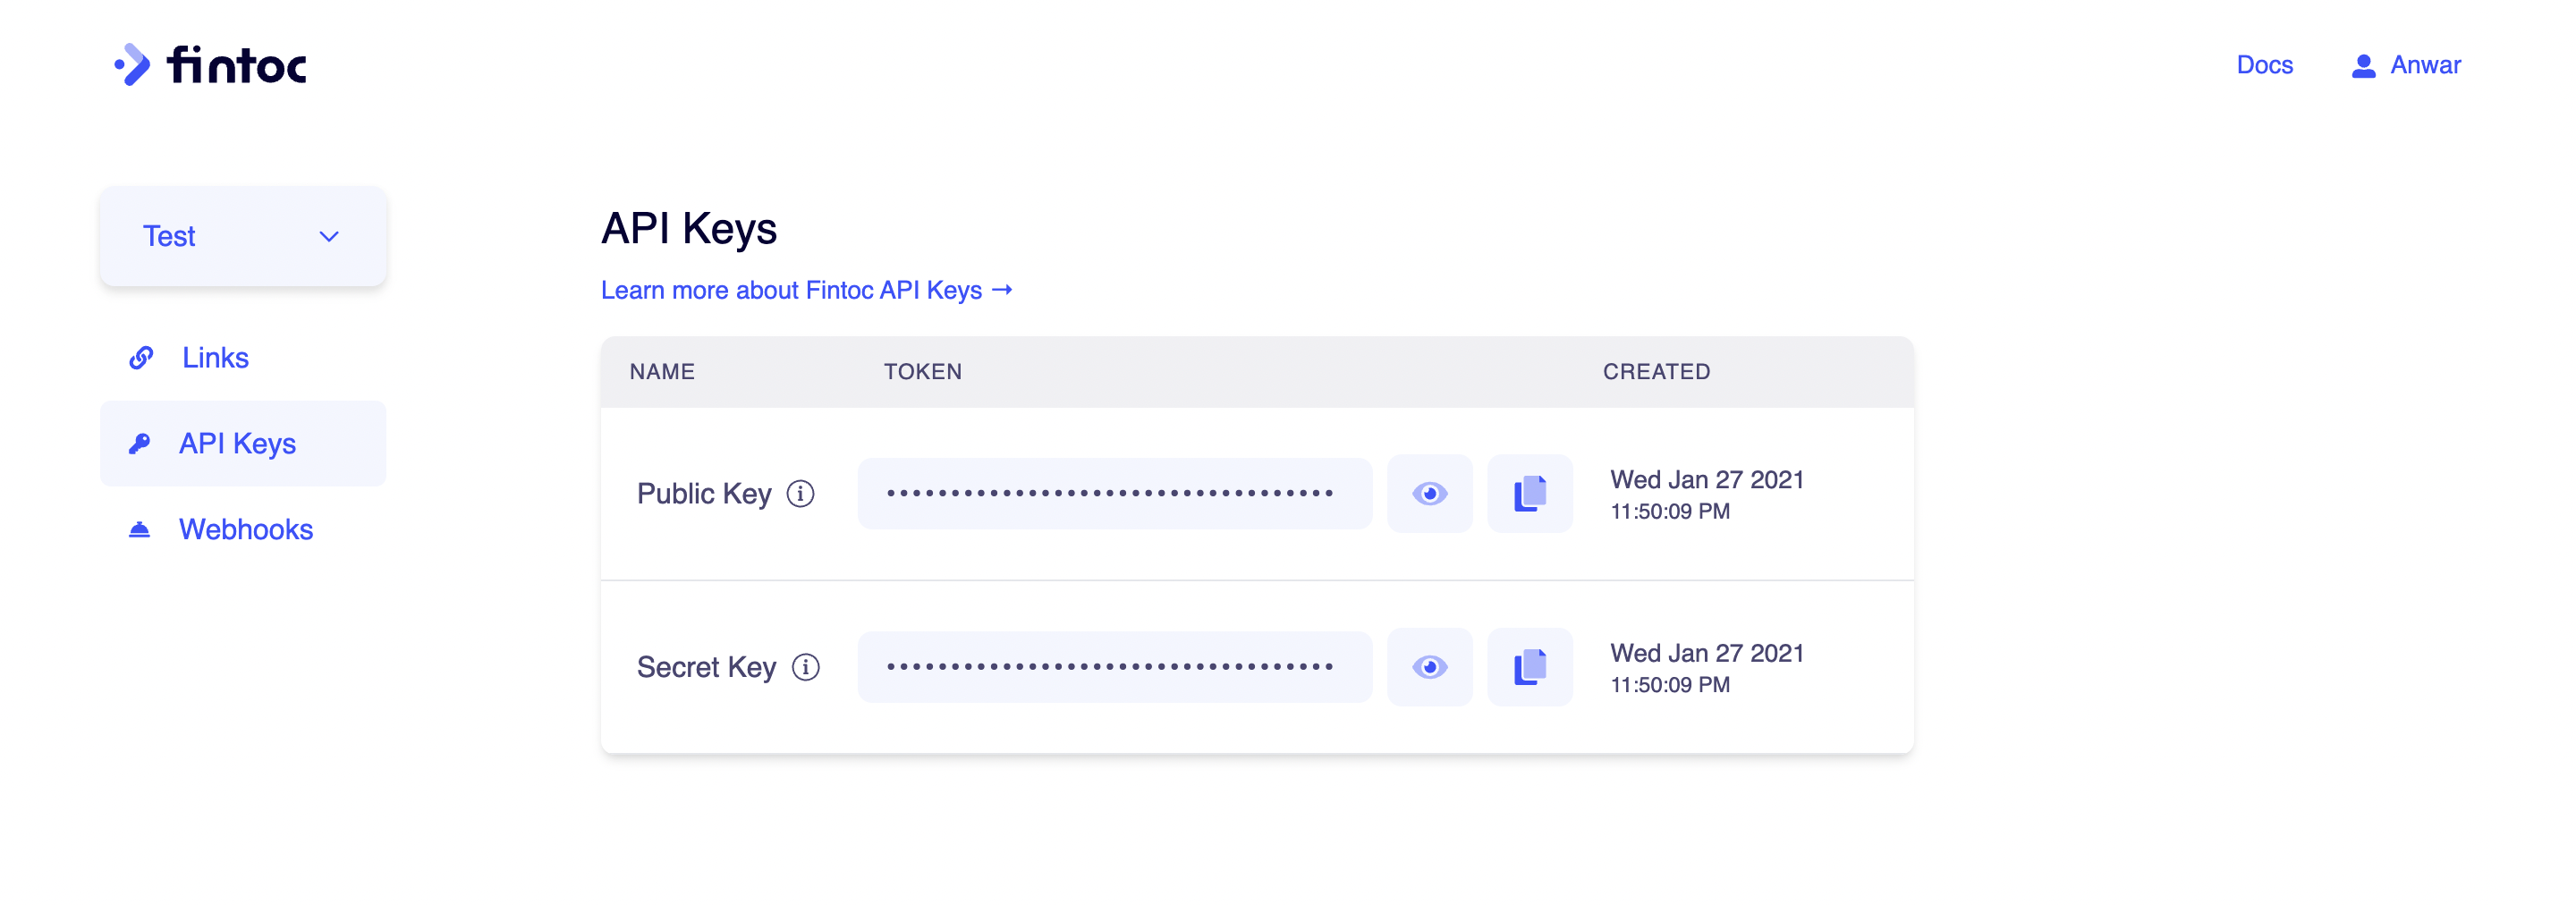 fintoc
Docs
Anwar
Test
Links
API Keys
Webhooks
API Keys
Learn more about Fintoc API Keys →
NAME TOKEN CREATED
Public Key ••••••••••••••••••••••••••••••••••• Wed Jan 27 2021
11:50:09 PM
Secret Key ••••••••••••••••••••••••••••••••••• Wed Jan 27 2021
11:50:09 PM